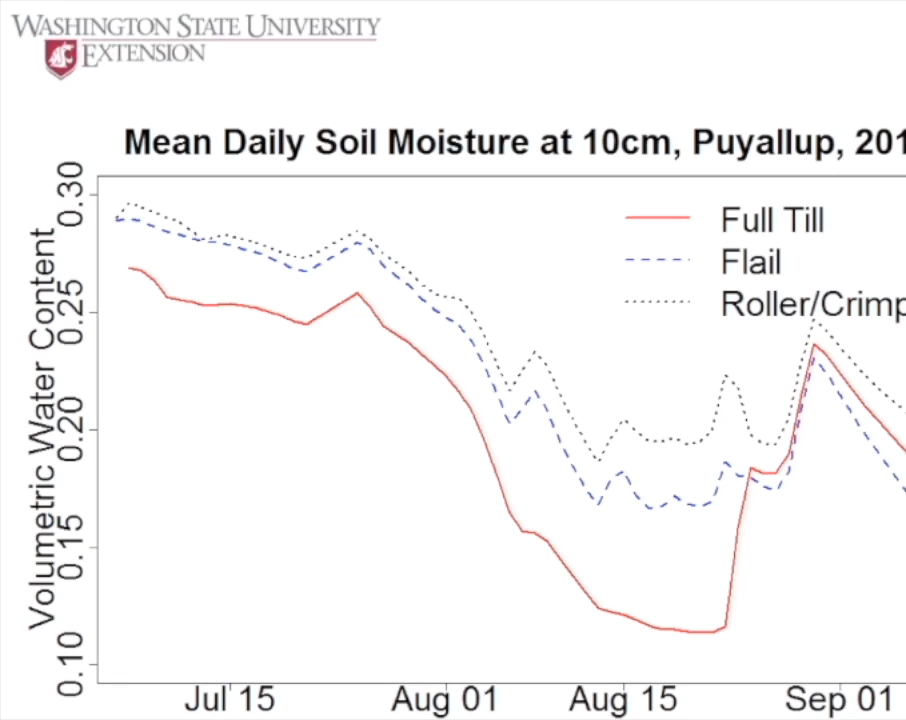 WASHINGTON STATE UNIVERSITY
EXTENSION
Mean Daily Soil Moisture at 10cm, Puyallup, 201
Full Till
Flail
Roller/Crimp
Volumetric Water Content
0.30
0.25
0.20
0.15
0.10
Jul 15
Aug 01
Aug 15
Sep 01